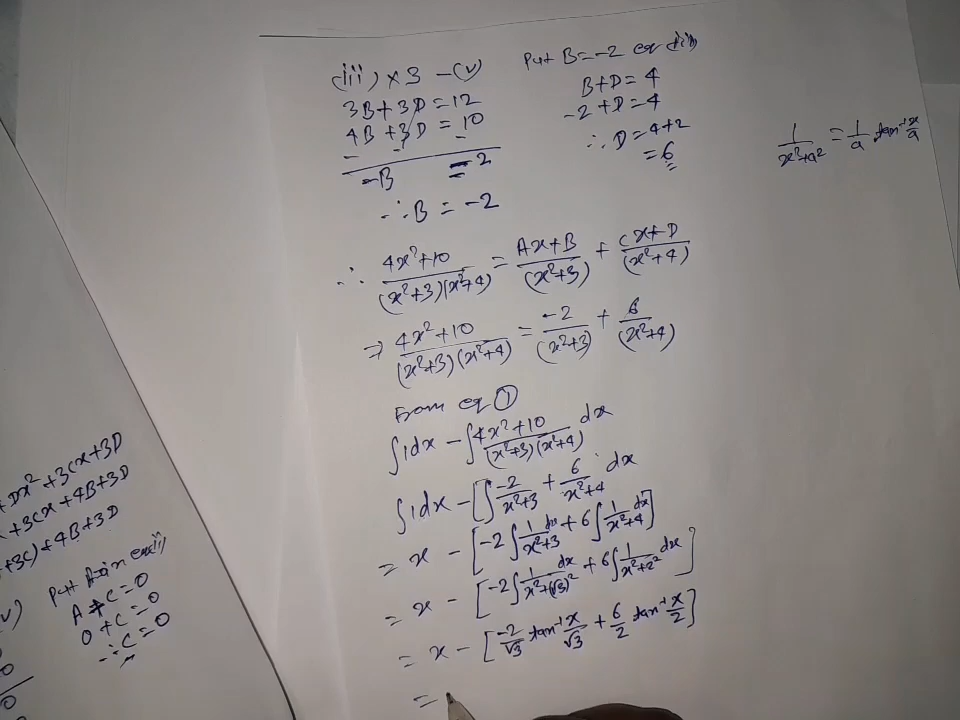 (iii) × 3 - (v)
3B + 3D = 12
4B + 3D = 10
- - -
-B = 2
∴ B = -2
Put B = -2 eq (iii)
B + D = 4
-2 + D = 4
∴ D = 4 + 2
= 6
1/(x²+a²) = 1/a tan⁻¹ x/a
∴ (4x²+10)/((x²+3)(x²+4)) = (Ax+B)/(x²+3) + (Cx+D)/(x²+4)
⇒ (4x²+10)/((x²+3)(x²+4)) = -2/(x²+3) + 6/(x²+4)
From eq ①
∫1dx - ∫(4x²+10)/((x²+3)(x²+4)) dx
∫1dx - [∫ -2/(x²+3) + 6/(x²+4) dx
= x - [-2∫ 1/(x²+3) dx + 6∫ 1/(x²+4) dx]
= x - [-2∫ 1/(x²+(√3)²) dx + 6∫ 1/(x²+2²) dx]
= x - [-2/√3 tan⁻¹ x/√3 + 6/2 tan⁻¹ x/2]
=
+ Dx² + 3Cx + 3D
+ 3Cx + 4B + 3D
+ 3C) + 4B + 3D
Put A in eq (ii)
A + C = 0
0 + C = 0
∴ C = 0
v)
0
0